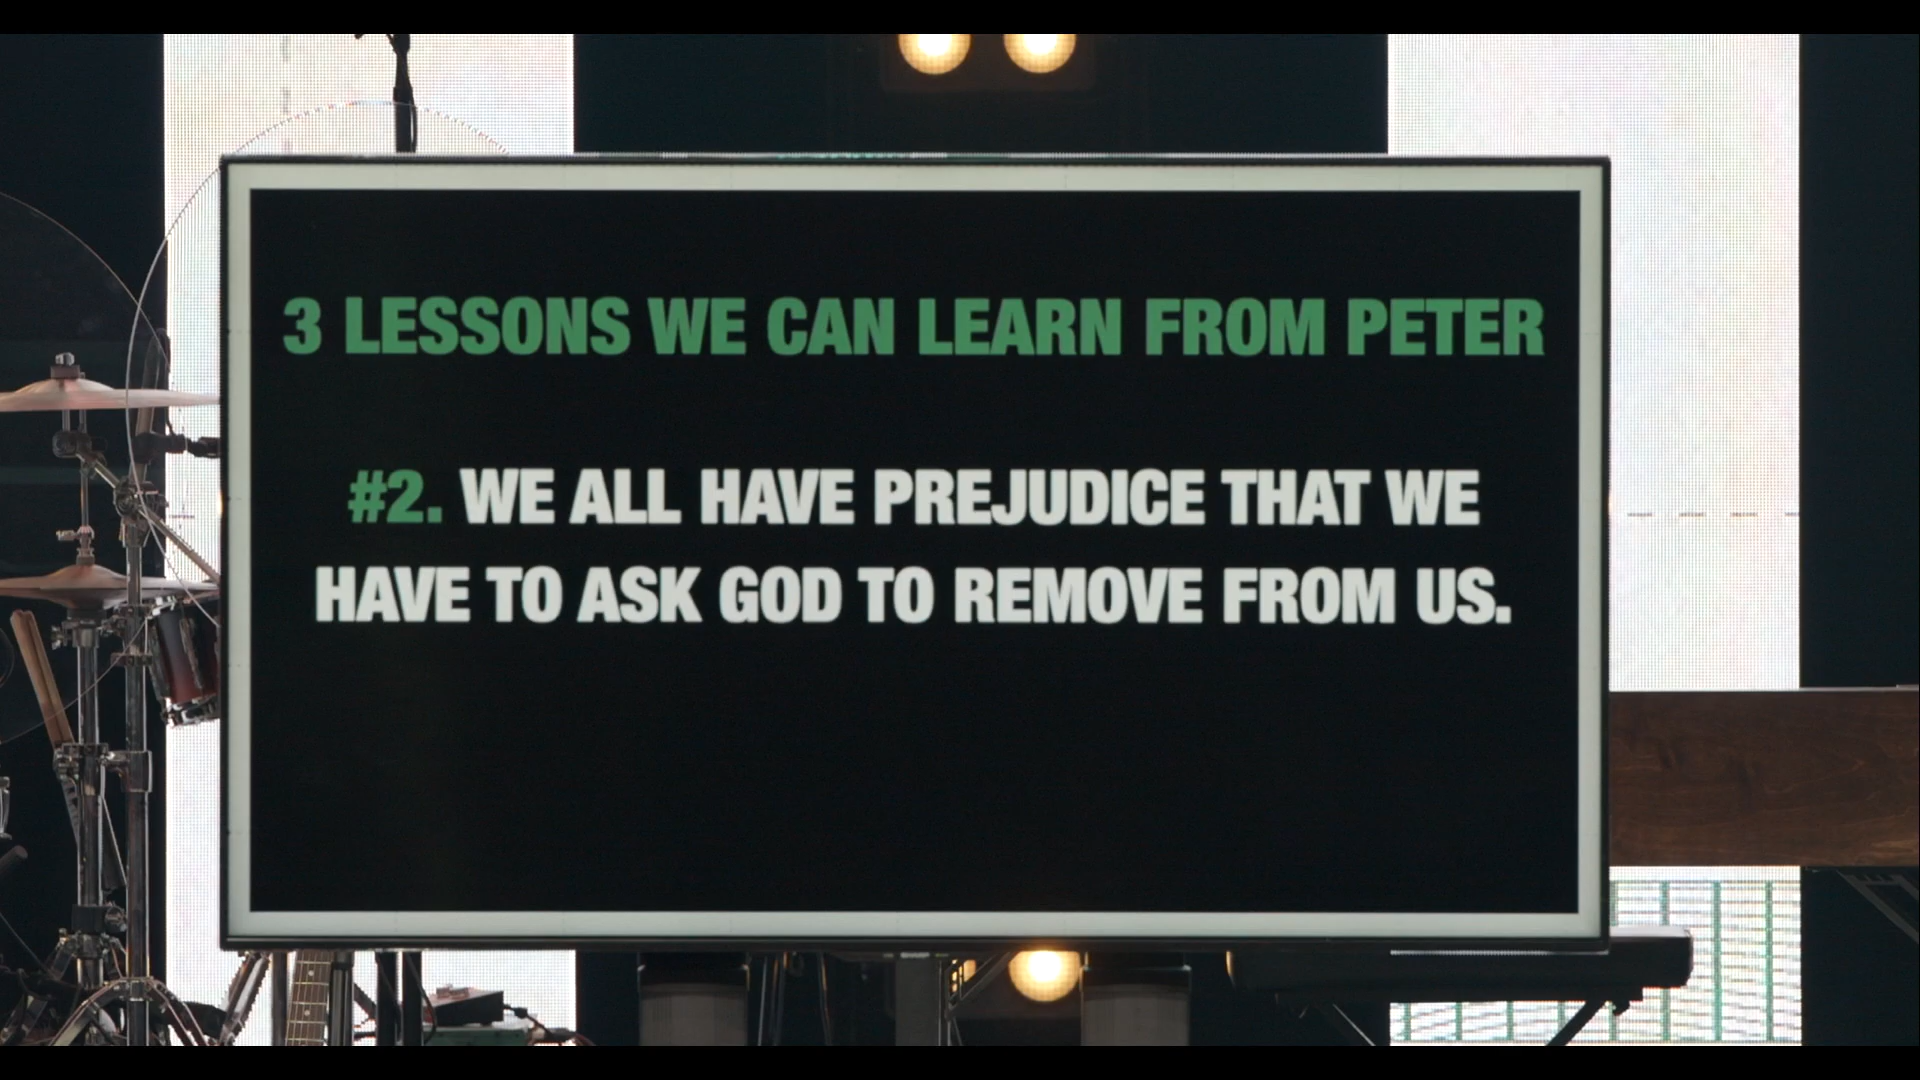 3 LESSONS WE CAN LEARN FROM PETER
#2. WE ALL HAVE PREJUDICE THAT WE
HAVE TO ASK GOD TO REMOVE FROM US.